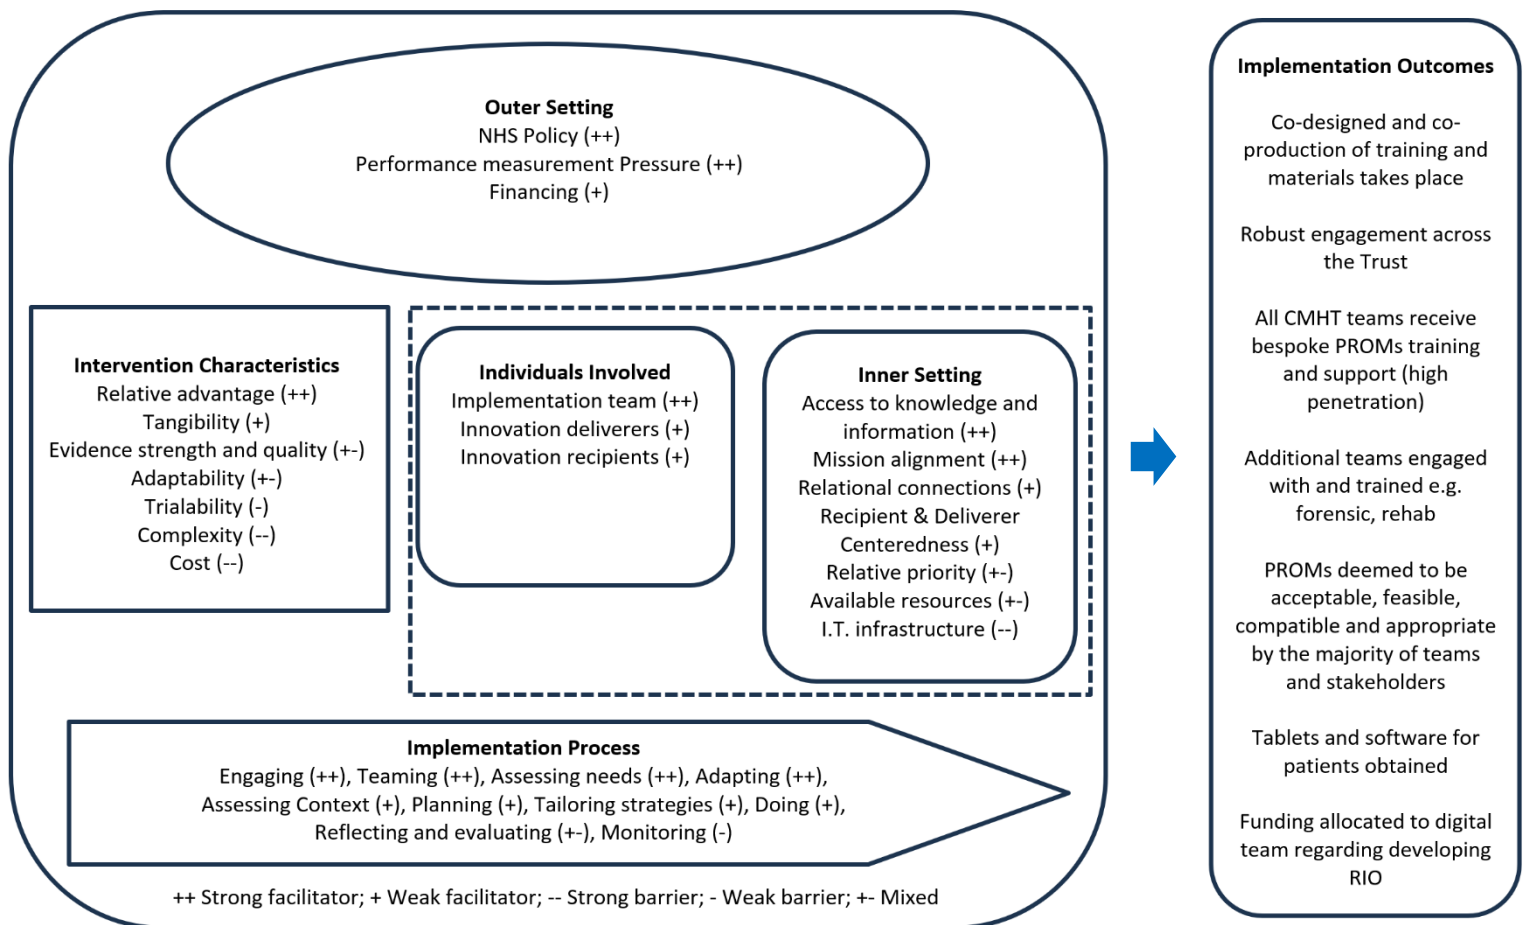 Outer Setting
NHS Policy (++)
Performance measurement Pressure (++)
Financing (+)
Intervention Characteristics
Relative advantage (++)
Tangibility (+)
Evidence strength and quality (+-)
Adaptability (+-)
Trialability (-)
Complexity (--)
Cost (--)
Individuals Involved
Implementation team (++)
Innovation deliverers (+)
Innovation recipients (+)
Inner Setting
Access to knowledge and
information (++)
Mission alignment (++)
Relational connections (+)
Recipient & Deliverer
Centeredness (+)
Relative priority (+-)
Available resources (+-)
I.T. infrastructure (--)
Implementation Process
Engaging (++), Teaming (++), Assessing needs (++), Adapting (++),
Assessing Context (+), Planning (+), Tailoring strategies (+), Doing (+),
Reflecting and evaluating (+-), Monitoring (-)
++ Strong facilitator; + Weak facilitator; -- Strong barrier; - Weak barrier; +- Mixed
Implementation Outcomes
Co-designed and co-
production of training and
materials takes place
Robust engagement across
the Trust
All CMHT teams receive
bespoke PROMs training
and support (high
penetration)
Additional teams engaged
with and trained e.g.
forensic, rehab
PROMs deemed to be
acceptable, feasible,
compatible and appropriate
by the majority of teams
and stakeholders
Tablets and software for
patients obtained
Funding allocated to digital
team regarding developing
RIO